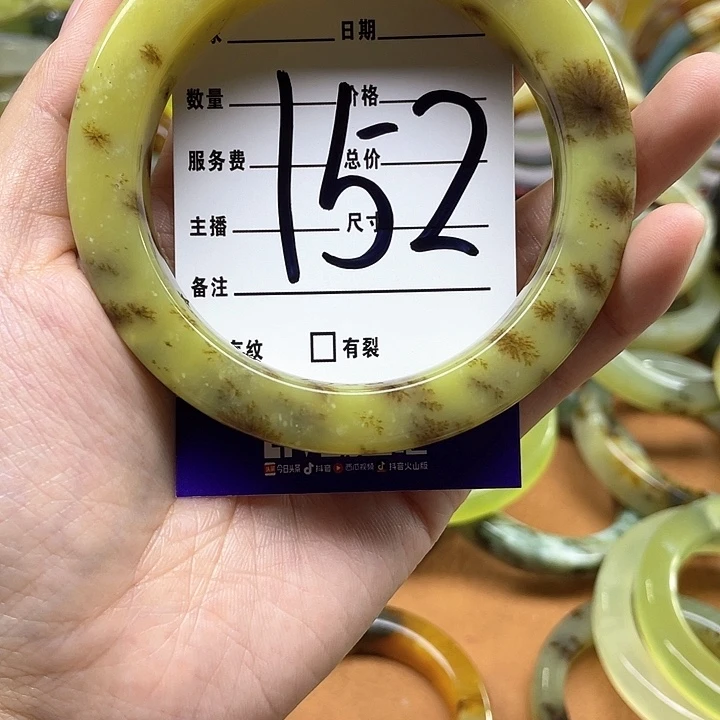 日期
数量 价格
服务费 总价
主播 尺寸
备注
152
纹 □ 有裂
今日头条 抖音 西瓜视频 抖音火山版